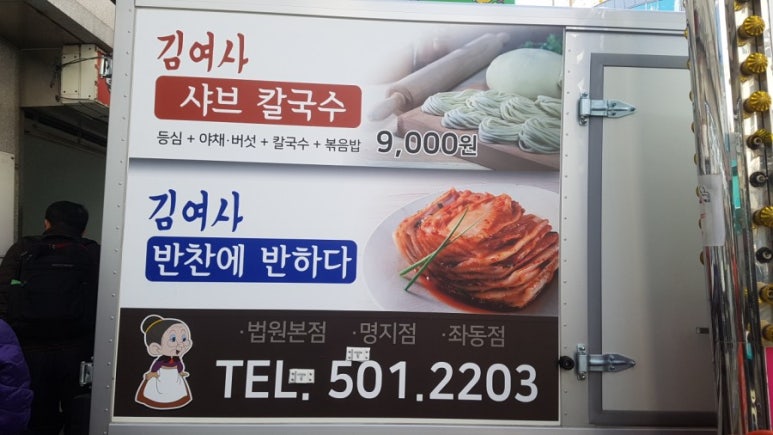 김여사
샤브 칼국수
등심 + 야채·버섯 + 칼국수 + 볶음밥 9,000원
김여사
반찬에 반하다
·법원본점 ·명지점 ·좌동점
TEL. 501.2203